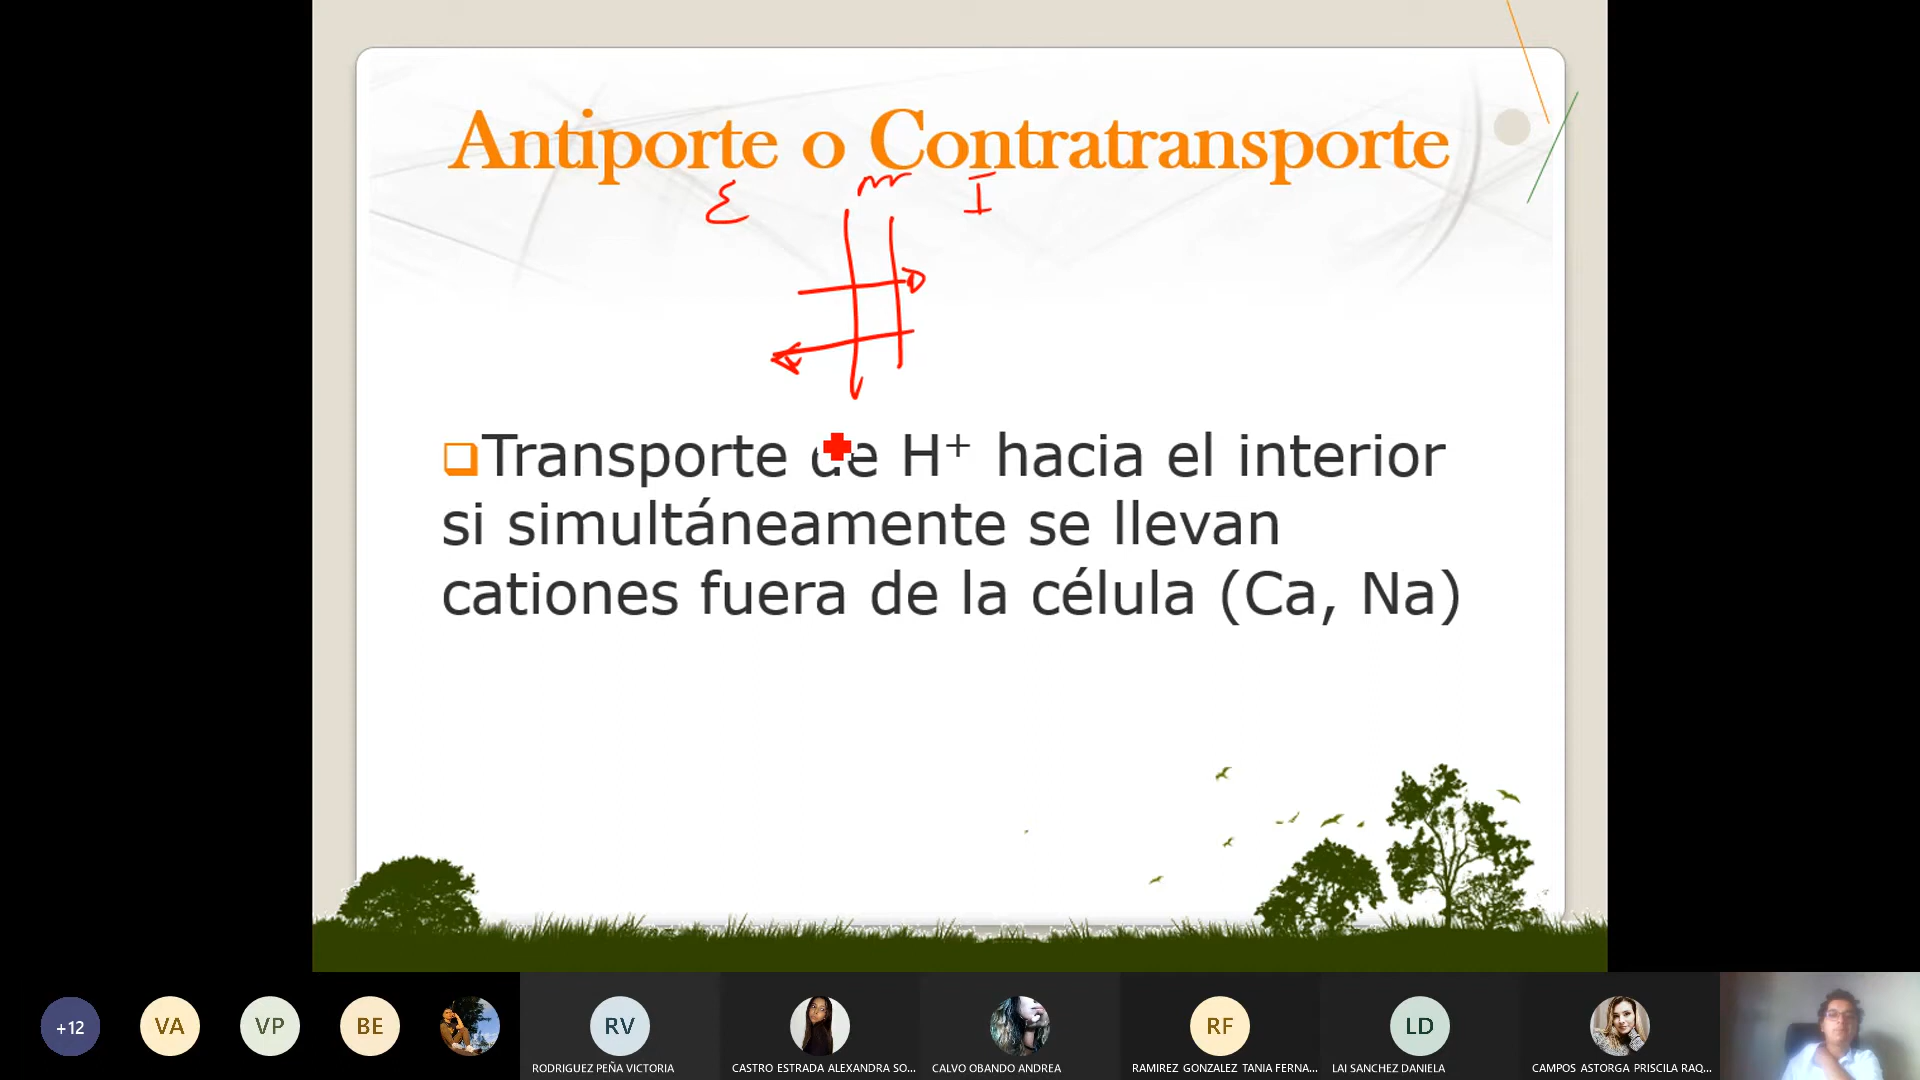 Antiporte o Contratransporte
E m I
Transporte de H⁺ hacia el interior
si simultáneamente se llevan
cationes fuera de la célula (Ca, Na)
+12 VA VP BE RV RF LD
RODRIGUEZ PEÑA VICTORIA
CASTRO ESTRADA ALEXANDRA SO...
CALVO OBANDO ANDREA
RAMIREZ GONZALEZ TANIA FERNA...
LAI SANCHEZ DANIELA
CAMPOS ASTORGA PRISCILA RAQ...